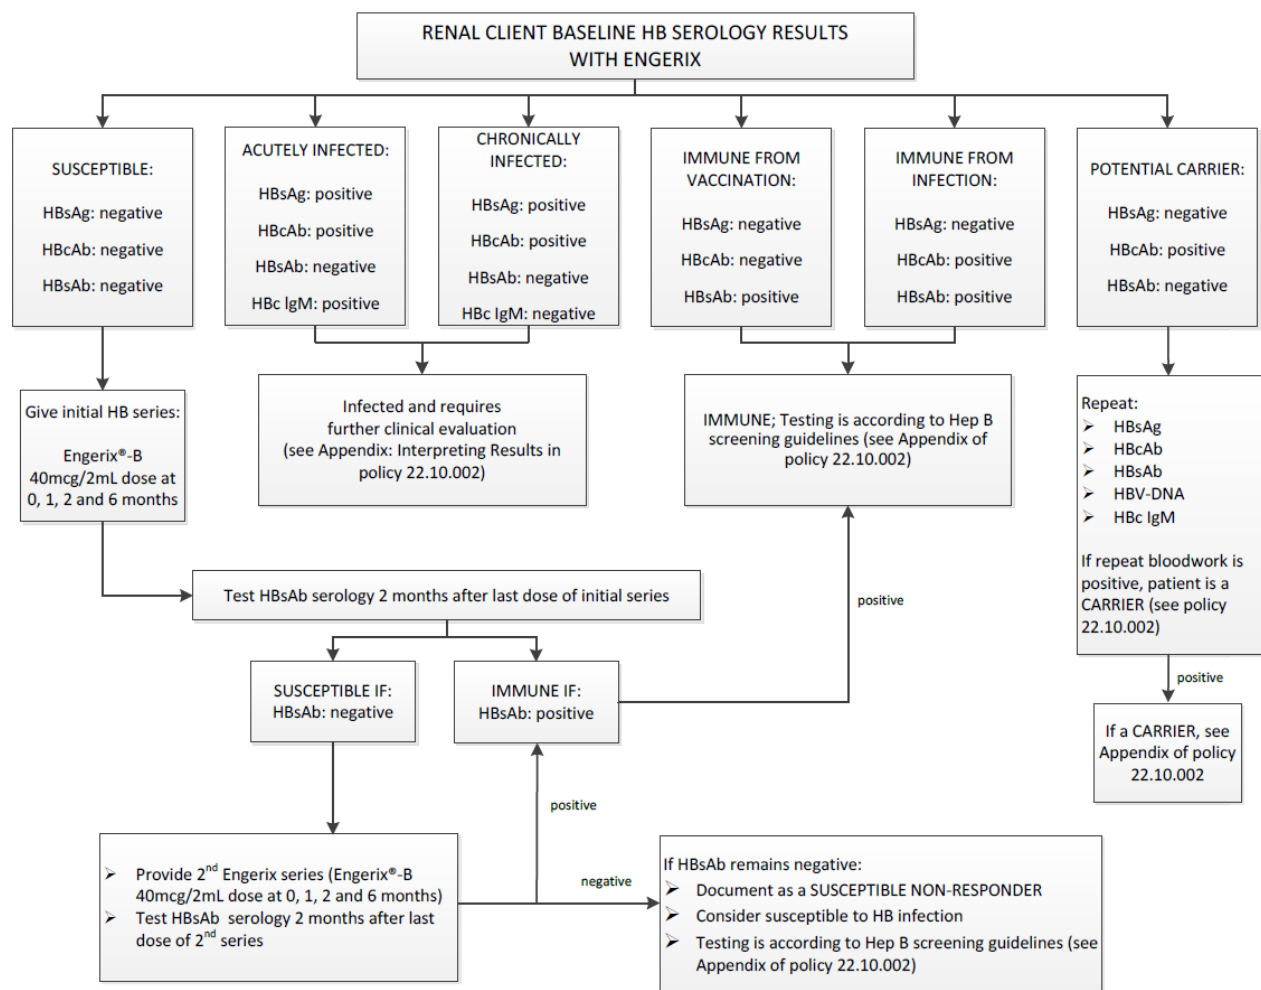 RENAL CLIENT BASELINE HB SEROLOGY RESULTS
WITH ENGERIX
SUSCEPTIBLE:
HBsAg: negative
HBcAb: negative
HBsAb: negative
ACUTELY INFECTED:
HBsAg: positive
HBcAb: positive
HBsAb: negative
HBc IgM: positive
CHRONICALLY
INFECTED:
HBsAg: positive
HBcAb: positive
HBsAb: negative
HBc IgM: negative
IMMUNE FROM
VACCINATION:
HBsAg: negative
HBcAb: negative
HBsAb: positive
IMMUNE FROM
INFECTION:
HBsAg: negative
HBcAb: positive
HBsAb: positive
POTENTIAL CARRIER:
HBsAg: negative
HBcAb: positive
HBsAb: negative
Give initial HB series:
Engerix®-B
40mcg/2mL dose at
0, 1, 2 and 6 months
Infected and requires
further clinical evaluation
(see Appendix: Interpreting Results in
policy 22.10.002)
IMMUNE; Testing is according to Hep B
screening guidelines (see Appendix of
policy 22.10.002)
Repeat:
➢ HBsAg
➢ HBcAb
➢ HBsAb
➢ HBV-DNA
➢ HBc IgM
If repeat bloodwork is
positive, patient is a
CARRIER (see policy
22.10.002)
Test HBsAb serology 2 months after last dose of initial series
positive
positive
SUSCEPTIBLE IF:
HBsAb: negative
IMMUNE IF:
HBsAb: positive
If a CARRIER, see
Appendix of policy
22.10.002
positive
➢ Provide 2nd Engerix series (Engerix®-B
40mcg/2mL dose at 0, 1, 2 and 6 months)
➢ Test HBsAb serology 2 months after last
dose of 2nd series
negative
If HBsAb remains negative:
➢ Document as a SUSCEPTIBLE NON-RESPONDER
➢ Consider susceptible to HB infection
➢ Testing is according to Hep B screening guidelines (see
Appendix of policy 22.10.002)